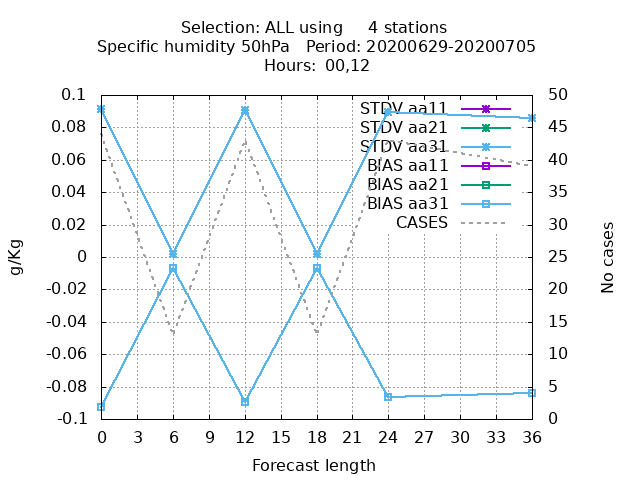 Selection: ALL using     4 stations
Specific humidity 50hPa   Period: 20200629-20200705
Hours: 00,12
0.1
0.08
0.06
0.04
0.02
0
-0.02
-0.04
-0.06
-0.08
-0.1
g/Kg
STDV aa11
STDV aa21
STDV aa31
BIAS aa11
BIAS aa21
BIAS aa31
CASES
50
45
40
35
30
25
20
15
10
5
0
No cases
0 3 6 9 12 15 18 21 24 27 30 33 36
Forecast length